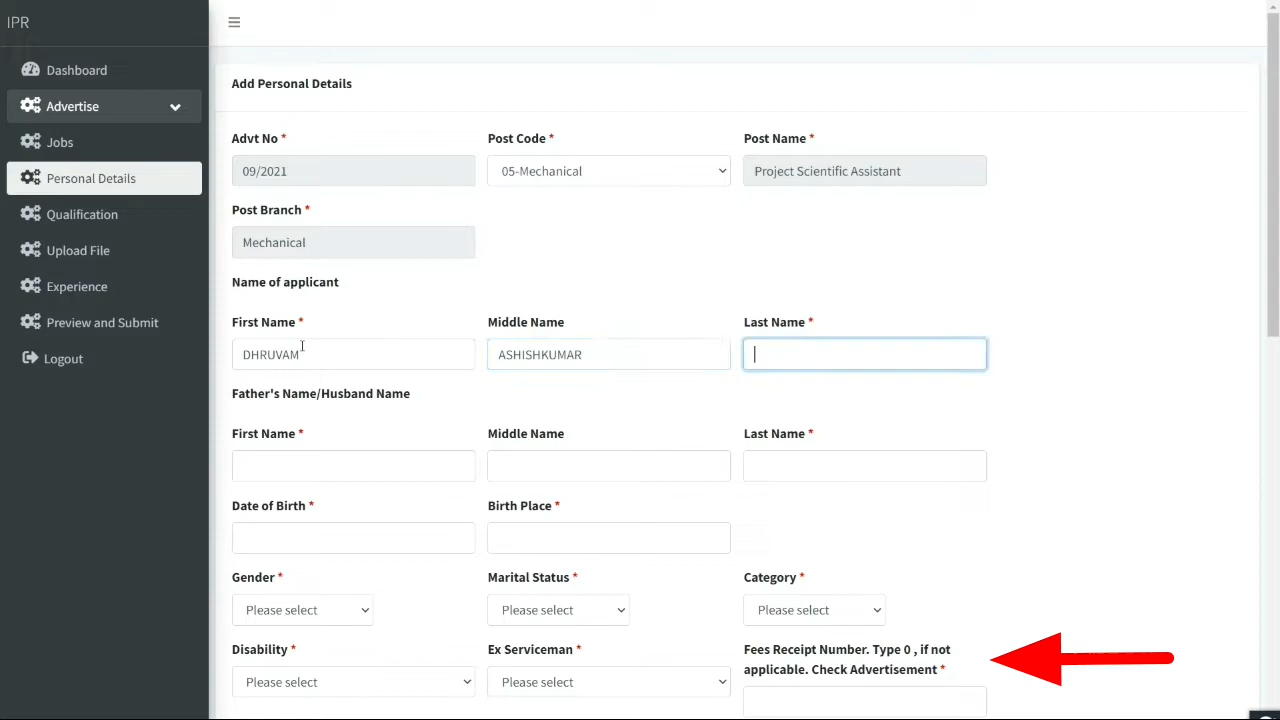 IPR
Dashboard
Advertise
Jobs
Personal Details
Qualification
Upload File
Experience
Preview and Submit
Logout
Add Personal Details
Advt No * Post Code * Post Name *
09/2021 05-Mechanical Project Scientific Assistant
Post Branch *
Mechanical
Name of applicant
First Name * Middle Name Last Name *
DHRUVAM ASHISHKUMAR
Father's Name/Husband Name
First Name * Middle Name Last Name *
Date of Birth * Birth Place *
Gender * Marital Status * Category *
Please select Please select Please select
Disability * Ex Serviceman * Fees Receipt Number. Type 0 , if not
applicable. Check Advertisement *
Please select Please select